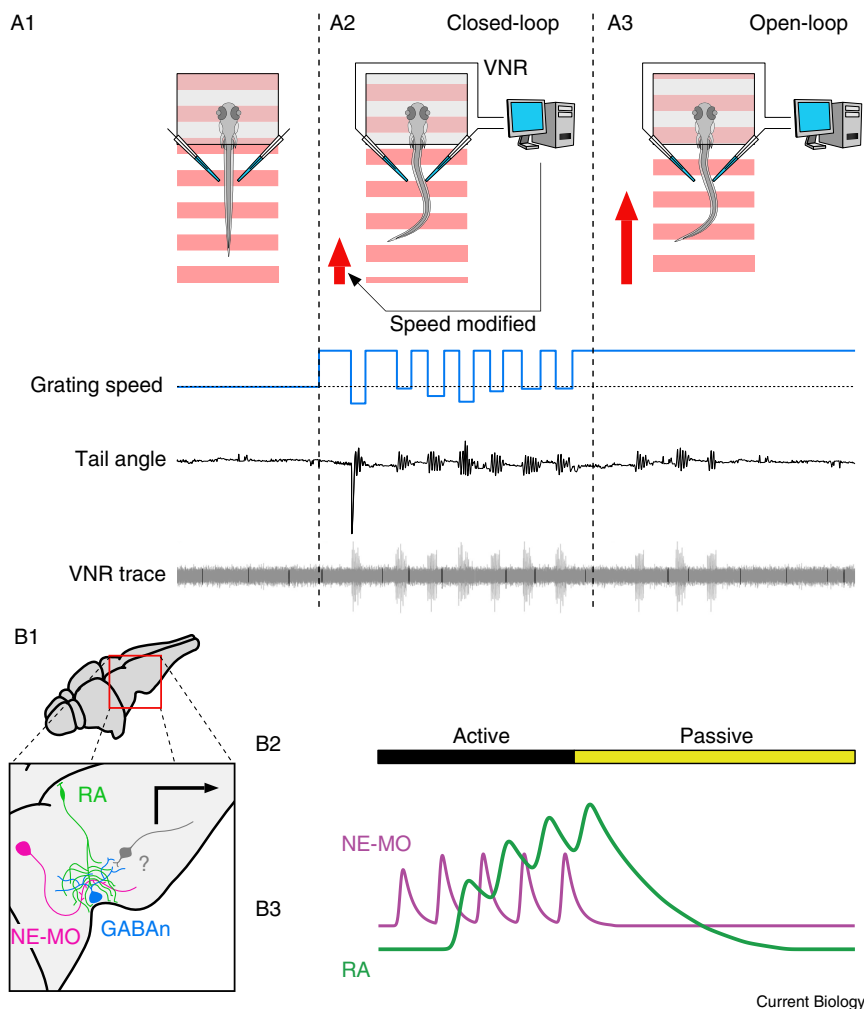 A1
A2
Closed-loop
A3
Open-loop
VNR
Speed modified
Grating speed
Tail angle
VNR trace
B1
B2
Active
Passive
RA
?
NE-MO
GABAn
B3
NE-MO
RA
Current Biology